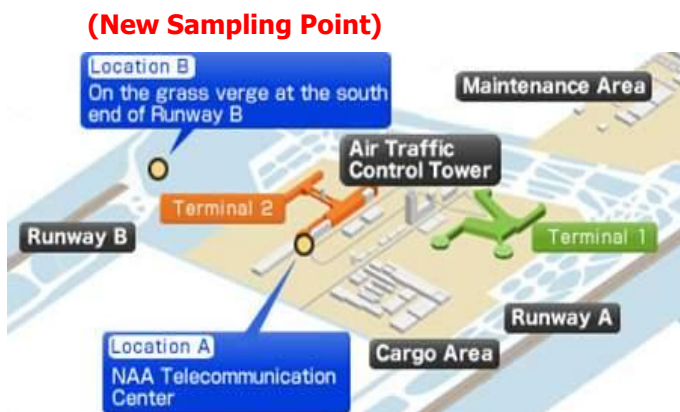 (New Sampling Point)
Location B
On the grass verge at the south
end of Runway B
Maintenance Area
Air Traffic
Control Tower
Terminal 2
Runway B
Terminal 1
Runway A
Location A
NAA Telecommunication
Center
Cargo Area